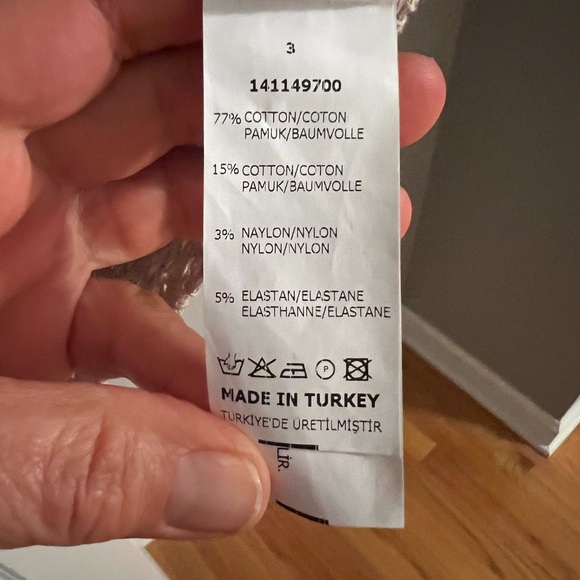 3
141149700
77% COTTON/COTON
PAMUK/BAUMVOLLE
15% COTTON/COTON
PAMUK/BAUMVOLLE
3% NAYLON/NYLON
NYLON/NYLON
5% ELASTAN/ELASTANE
ELASTHANNE/ELASTANE
P
MADE IN TURKEY
TÜRKİYE'DE ÜRETİLMİŞTİR
LİR.